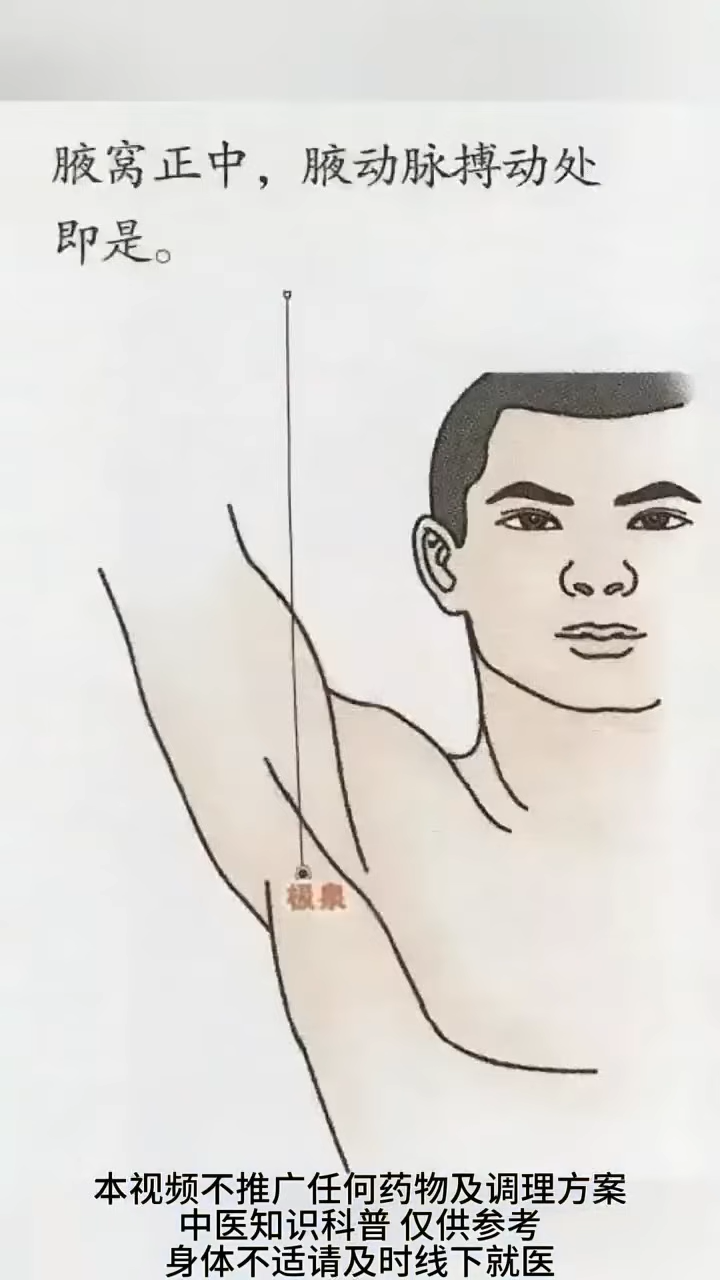 腋窝正中，腋动脉搏动处
即是。
极泉
本视频不推广任何药物及调理方案
中医知识科普 仅供参考
身体不适请及时线下就医